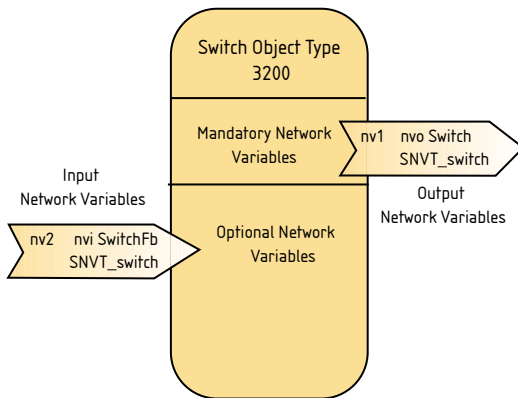 Switch Object Type
3200
Mandatory Network
Variables
nv1 nvo Switch
SNVT_switch
Input
Network Variables
Output
Network Variables
nv2 nvi SwitchFb
SNVT_switch
Optional Network
Variables